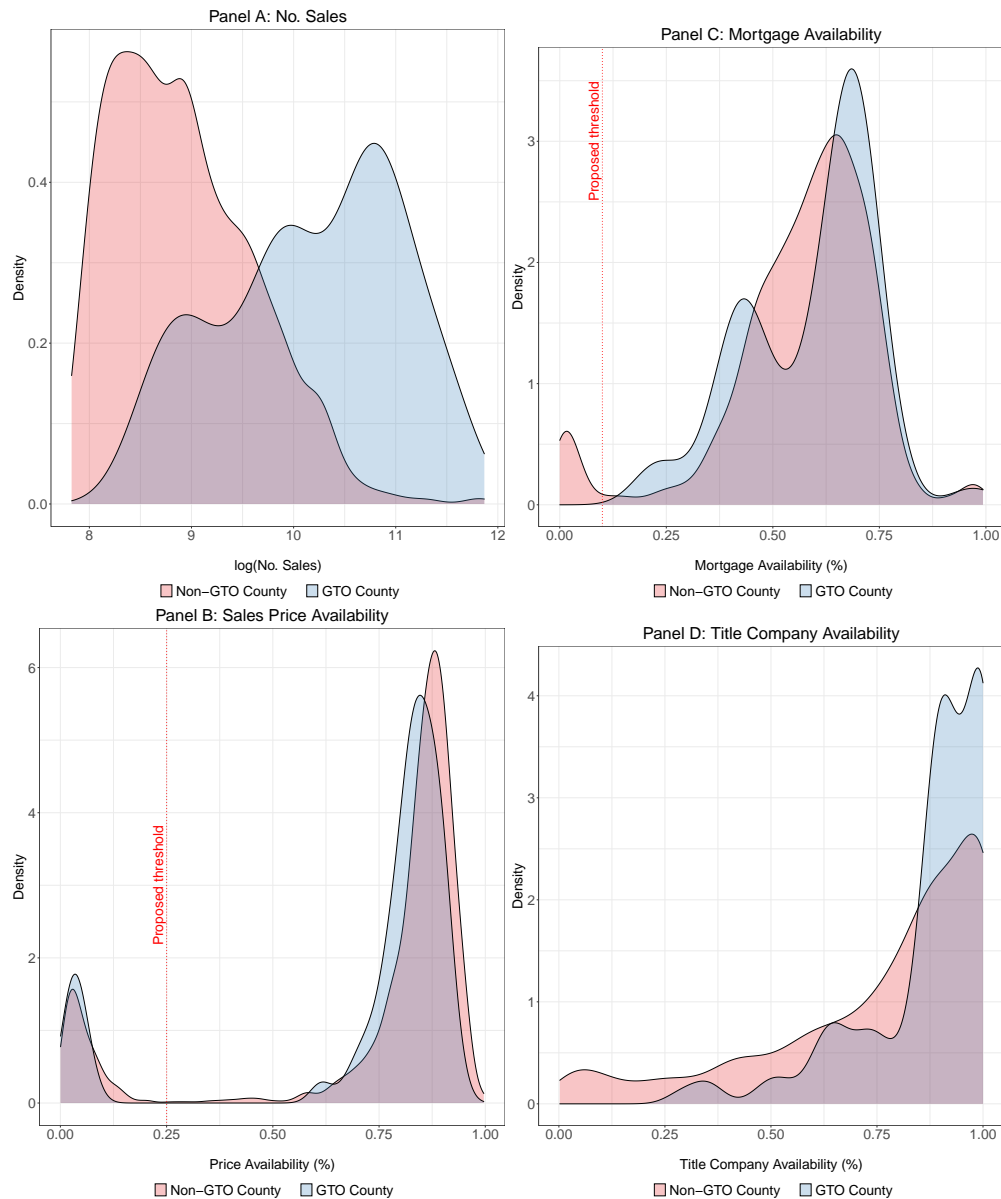 Panel A: No. Sales
Density
0.4
0.2
0.0
8 9 10 11 12
log(No. Sales)
Non−GTO County GTO County
Panel C: Mortgage Availability
Density
3
2
1
0
Proposed threshold
0.00 0.25 0.50 0.75 1.00
Mortgage Availability (%)
Non−GTO County GTO County
Panel B: Sales Price Availability
Density
6
4
2
0
Proposed threshold
0.00 0.25 0.50 0.75 1.00
Price Availability (%)
Non−GTO County GTO County
Panel D: Title Company Availability
Density
4
3
2
1
0
0.00 0.25 0.50 0.75 1.00
Title Company Availability (%)
Non−GTO County GTO County